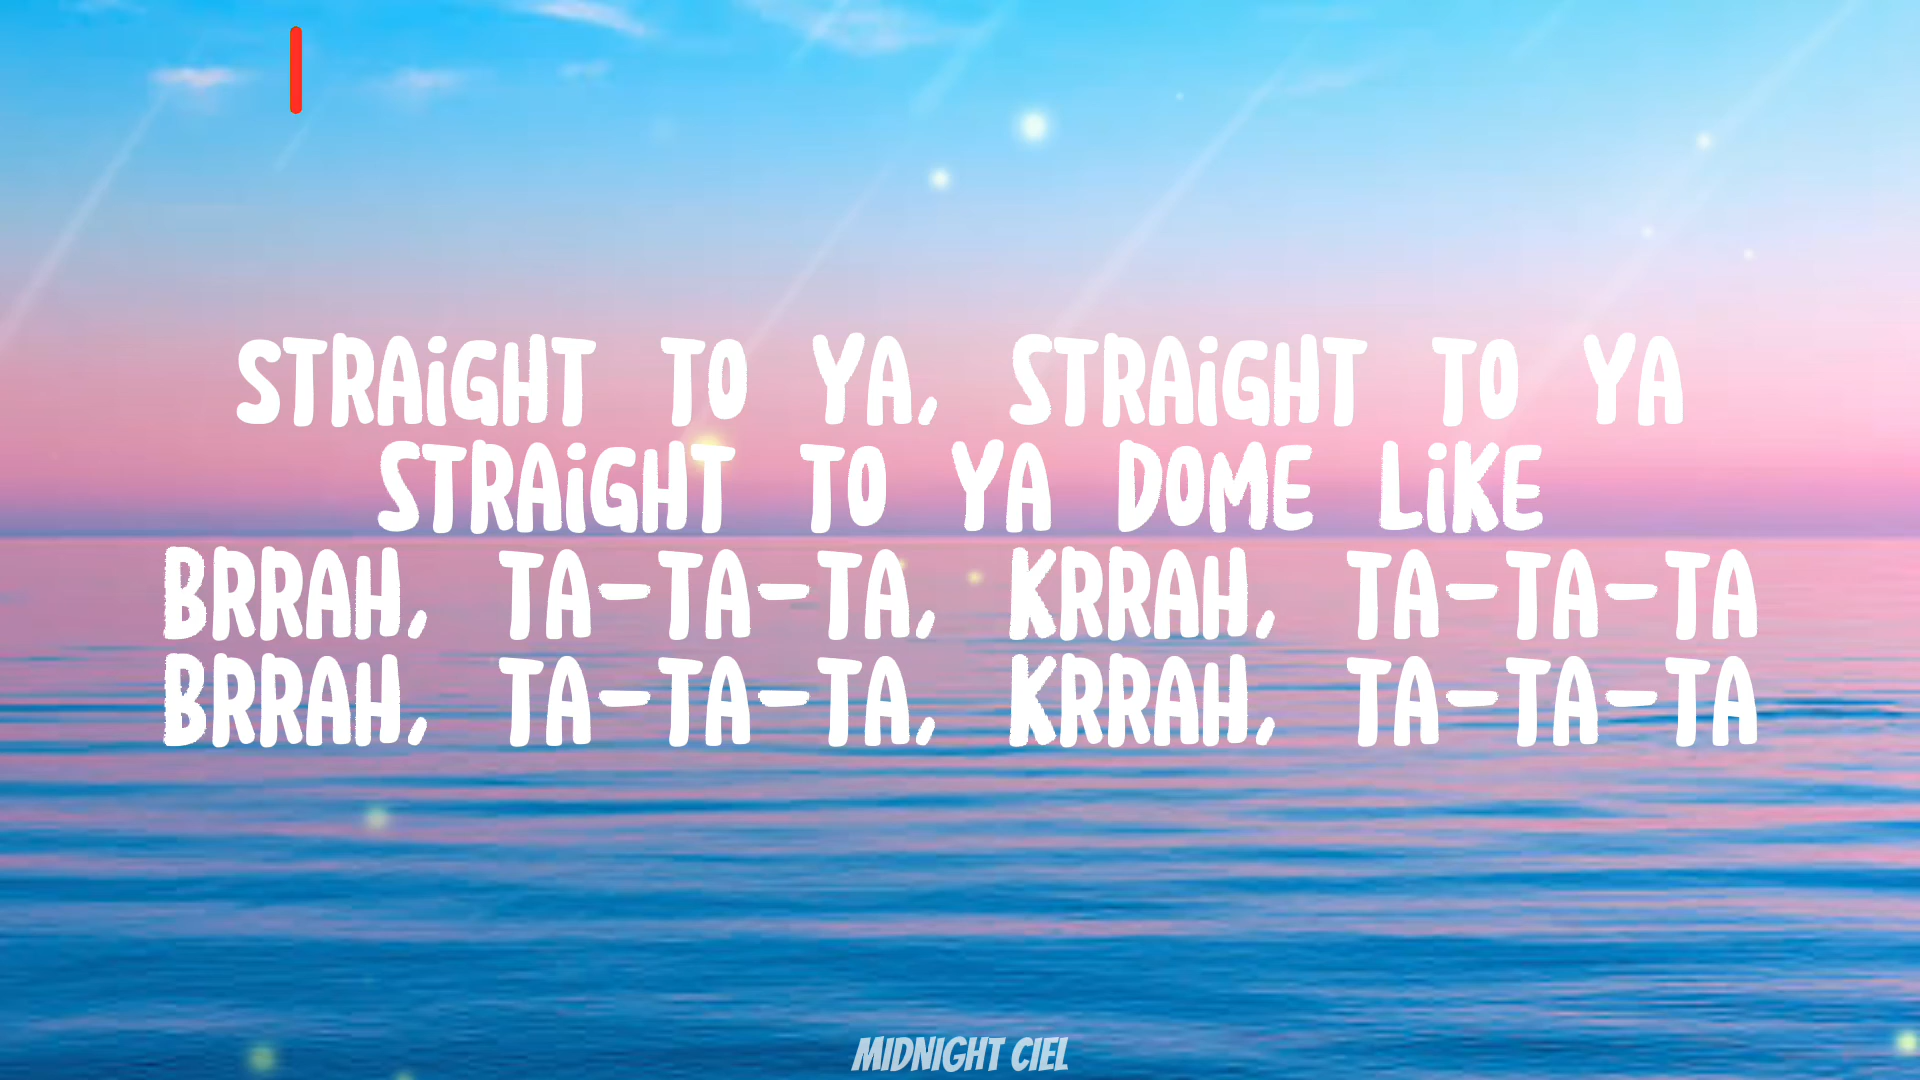 STRAIGHT TO YA, STRAIGHT TO YA
STRAIGHT TO YA DOME LIKE
BRRAH, TA-TA-TA, KRRAH, TA-TA-TA
BRRAH, TA-TA-TA, KRRAH, TA-TA-TA
MIDNIGHT CIEL